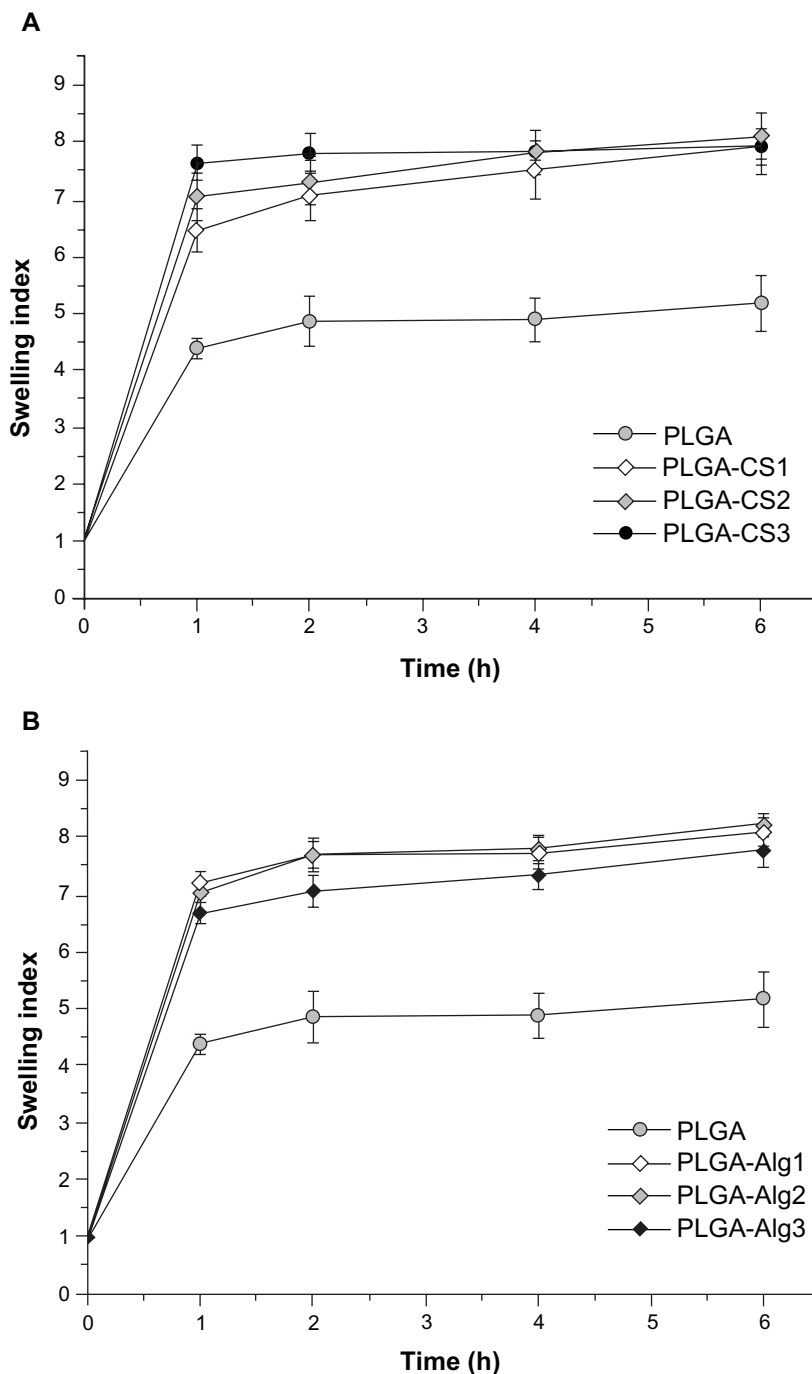 A
Swelling index
9
8
7
6
5
4
3
2
1
0
PLGA
PLGA-CS1
PLGA-CS2
PLGA-CS3
0 1 2 3 4 5 6
Time (h)
B
Swelling index
9
8
7
6
5
4
3
2
1
0
PLGA
PLGA-Alg1
PLGA-Alg2
PLGA-Alg3
0 1 2 3 4 5 6
Time (h)